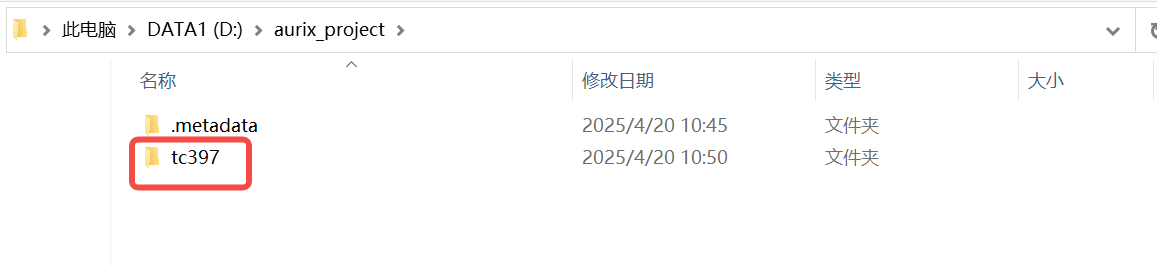 此电脑 DATA1 (D:) aurix_project
名称 修改日期 类型 大小
.metadata 2025/4/20 10:45 文件夹
tc397 2025/4/20 10:50 文件夹